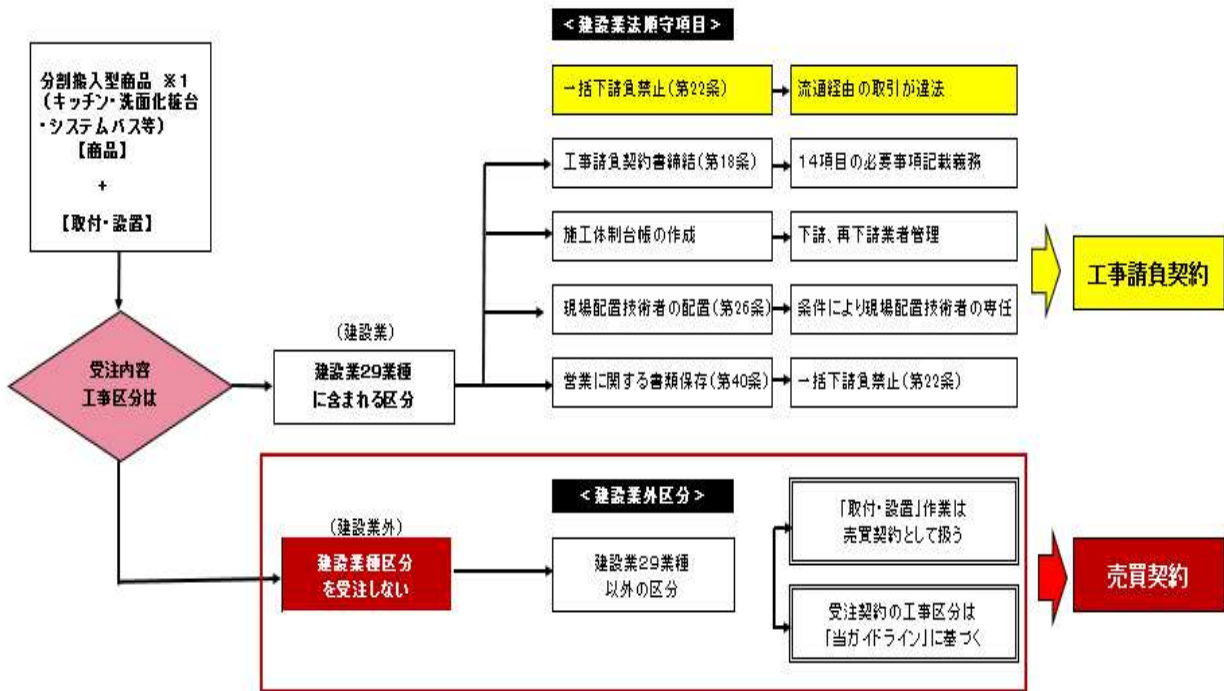 分割搬入型商品 ※1
(キッチン・洗面化粧台
・システムバス等)
【商品】
+
【取付・設置】
受注内容
工事区分は
(建設業)
建設業29業種
に含まれる区分
<建設業法順守項目>
一括下請負禁止(第22条)
流通経由の取引が違法
工事請負契約書締結(第18条)
14項目の必要事項記載義務
施工体制台帳の作成
下請、再下請業者管理
現場配置技術者の配置(第26条)
条件により現場配置技術者の専任
営業に関する書類保存(第40条)
一括下請負禁止(第22条)
工事請負契約
(建設業外)
建設業種区分
を受注しない
<建設業外区分>
建設業29業種
以外の区分
「取付・設置」作業は
売買契約として扱う
受注契約の工事区分は
「当ガイドライン」に基づく
売買契約